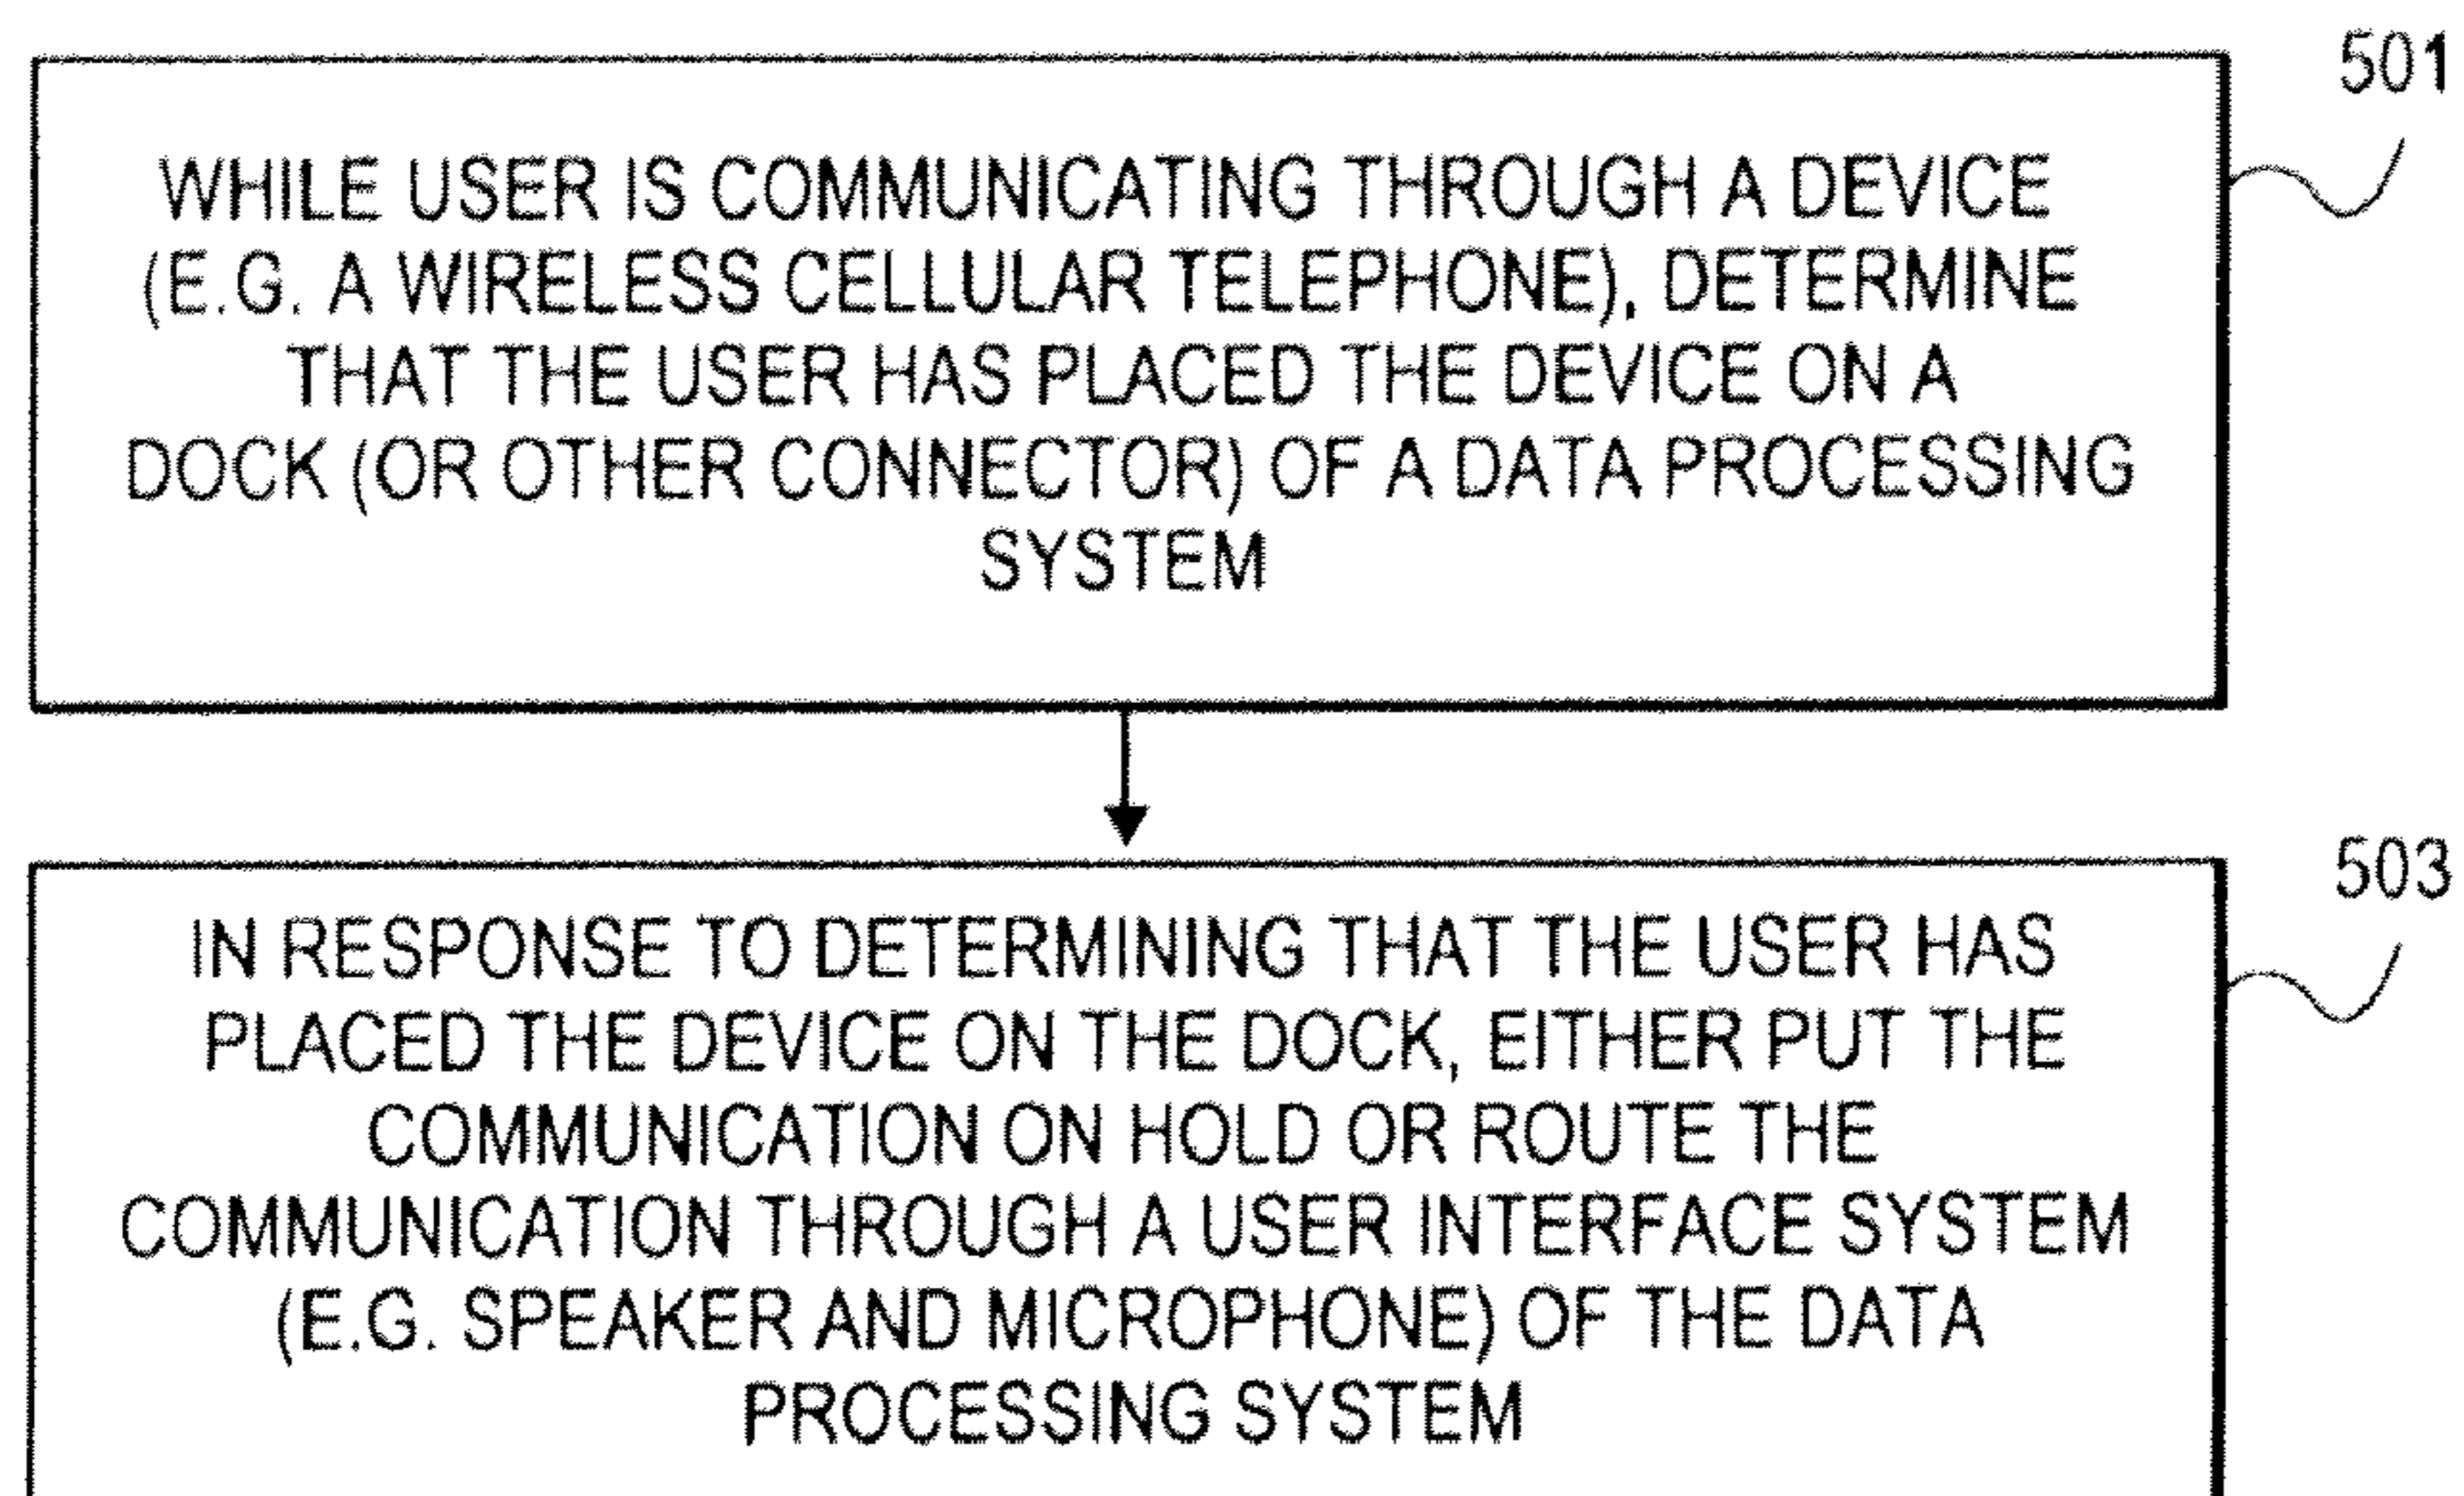 501
WHILE USER IS COMMUNICATING THROUGH A DEVICE
(E.G. A WIRELESS CELLULAR TELEPHONE), DETERMINE
THAT THE USER HAS PLACED THE DEVICE ON A
DOCK (OR OTHER CONNECTOR) OF A DATA PROCESSING
SYSTEM
503
IN RESPONSE TO DETERMINING THAT THE USER HAS
PLACED THE DEVICE ON THE DOCK, EITHER PUT THE
COMMUNICATION ON HOLD OR ROUTE THE
COMMUNICATION THROUGH A USER INTERFACE SYSTEM
(E.G. SPEAKER AND MICROPHONE) OF THE DATA
PROCESSING SYSTEM